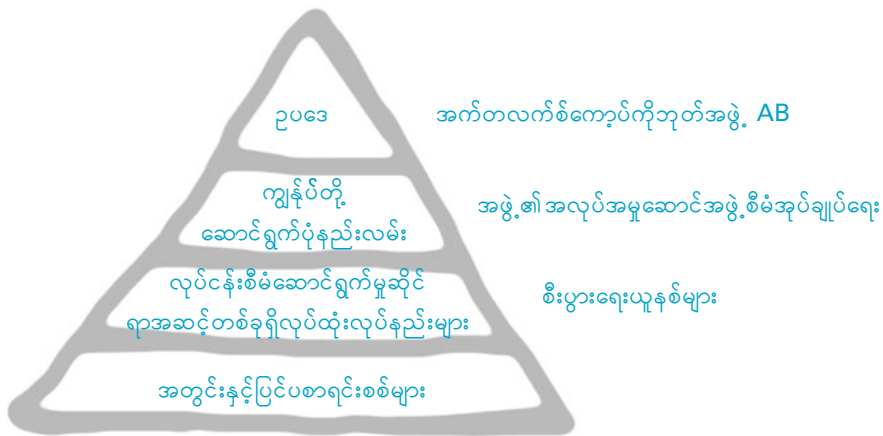 ဥပဒေ
အက်တလက်စ်ကော့ပ်ကိုဘုတ်အဖွဲ့ AB
ကျွန်ုပ်တို့
ဆောင်ရွက်ပုံနည်းလမ်း
အဖွဲ့၏အလုပ်အမှုဆောင်အဖွဲ့စီမံအုပ်ချုပ်ရေး
လုပ်ငန်းစီမံဆောင်ရွက်မှုဆိုင်
ရာအဆင့်တစ်ခုရှိလုပ်ထုံးလုပ်နည်းများ
စီးပွားရေးယူနစ်များ
အတွင်းနှင့်ပြင်ပစာရင်းစစ်များ